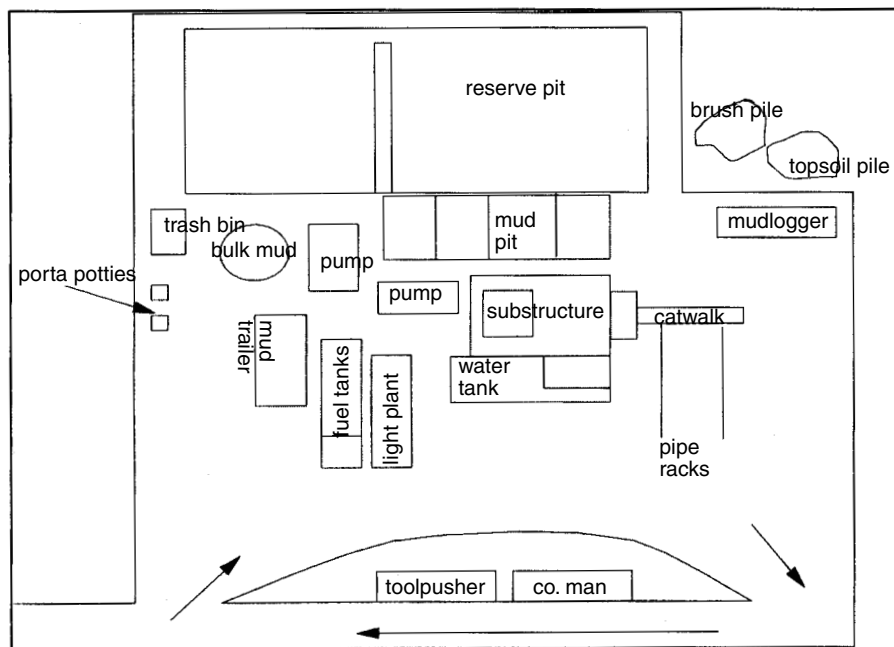 reserve pit
brush pile
topsoil pile
trash bin
bulk mud
pump
mud
pit
mudlogger
porta potties
pump
substructure
catwalk
mud
trailer
fuel tanks
light plant
water
tank
pipe
racks
toolpusher
co. man